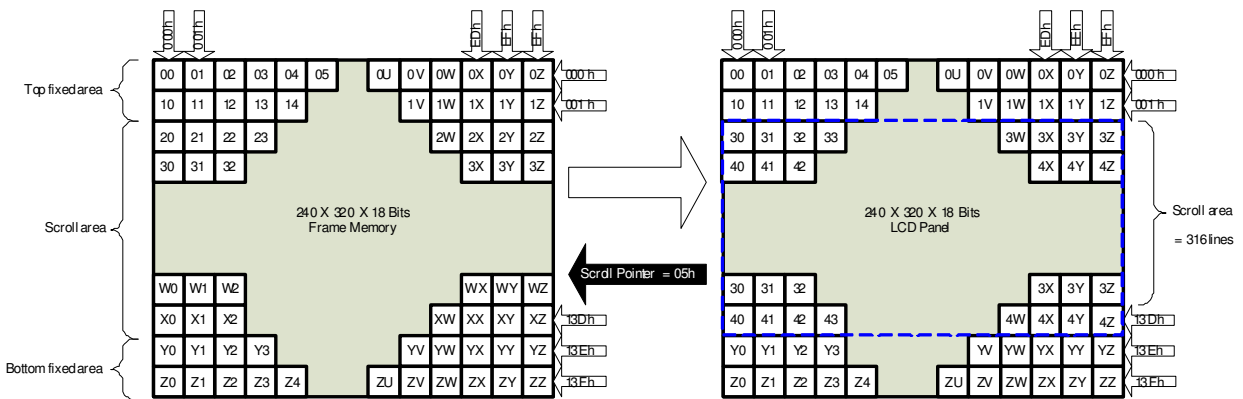 000h 001h EDh EFh EFh 000h 001h EDh EEh EFh
00 01 02 03 04 05 0U 0V 0W 0X 0Y 0Z 000h 00 01 02 03 04 05 0U 0V 0W 0X 0Y 0Z 000h
Top fixed area
10 11 12 13 14 1V 1W 1X 1Y 1Z 001h 10 11 12 13 14 1V 1W 1X 1Y 1Z 001h
20 21 22 23 2W 2X 2Y 2Z 30 31 32 33 3W 3X 3Y 3Z
30 31 32 3X 3Y 3Z 40 41 42 4X 4Y 4Z
Scroll area
240 X 320 X 18 Bits
Frame Memory
240 X 320 X 18 Bits
LCD Panel
Scroll area
= 316 lines
Scroll Pointer = 05h
W0 W1 W2 WX WY WZ 30 31 32 3X 3Y 3Z
X0 X1 X2 XW XX XY XZ 13Dh 40 41 42 43 4W 4X 4Y 4Z 13Dh
Y0 Y1 Y2 Y3 YV YW YX YY YZ 13Eh Y0 Y1 Y2 Y3 YV YW YX YY YZ 13Eh
Bottom fixed area
Z0 Z1 Z2 Z3 Z4 ZU ZV ZW ZX ZY ZZ 13Fh Z0 Z1 Z2 Z3 Z4 ZU ZV ZW ZX ZY ZZ 13Fh